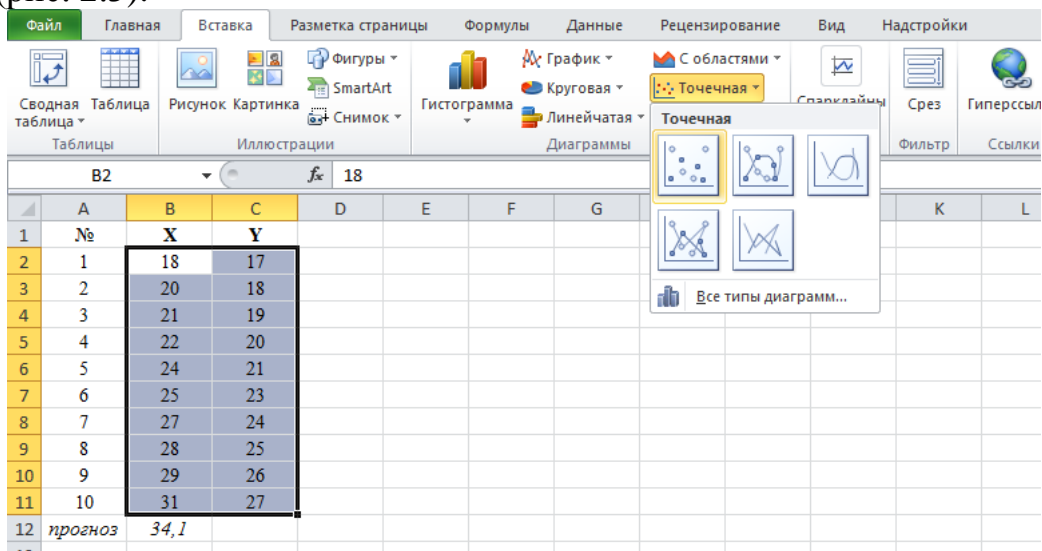 (рис. 2.3).
Файл Главная Вставка Разметка страницы Формулы Данные Рецензирование Вид Надстройки
Сводная таблица Таблица Рисунок Картинка Фигуры SmartArt Снимок Гистограмма График Круговая Линейчатая С областями Точечная Спарклайны Срез Гиперссыл
Таблицы Иллюстрации Диаграммы Фильтр Ссылки
Точечная
Все типы диаграмм...
B2 fx 18
A B C D E F G K L
1 № X Y
2 1 18 17
3 2 20 18
4 3 21 19
5 4 22 20
6 5 24 21
7 6 25 23
8 7 27 24
9 8 28 25
10 9 29 26
11 10 31 27
12 прогноз 34,1